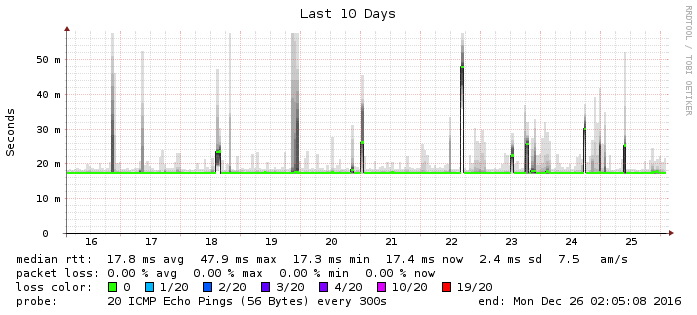 Last 10 Days
RRDTOOL / TOBI OETIKER
Seconds
50 m
40 m
30 m
20 m
10 m
0
16 17 18 19 20 21 22 23 24 25
median rtt: 17.8 ms avg 47.9 ms max 17.3 ms min 17.4 ms now 2.4 ms sd 7.5 am/s
packet loss: 0.00 % avg 0.00 % max 0.00 % min 0.00 % now
loss color: 0 1/20 2/20 3/20 4/20 10/20 19/20
probe: 20 ICMP Echo Pings (56 Bytes) every 300s end: Mon Dec 26 02:05:08 2016